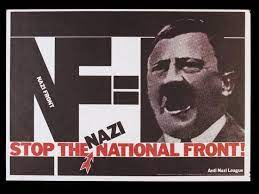 NF=
NAZI FRONT
NAZI
STOP THE NATIONAL FRONT!
Anti Nazi League